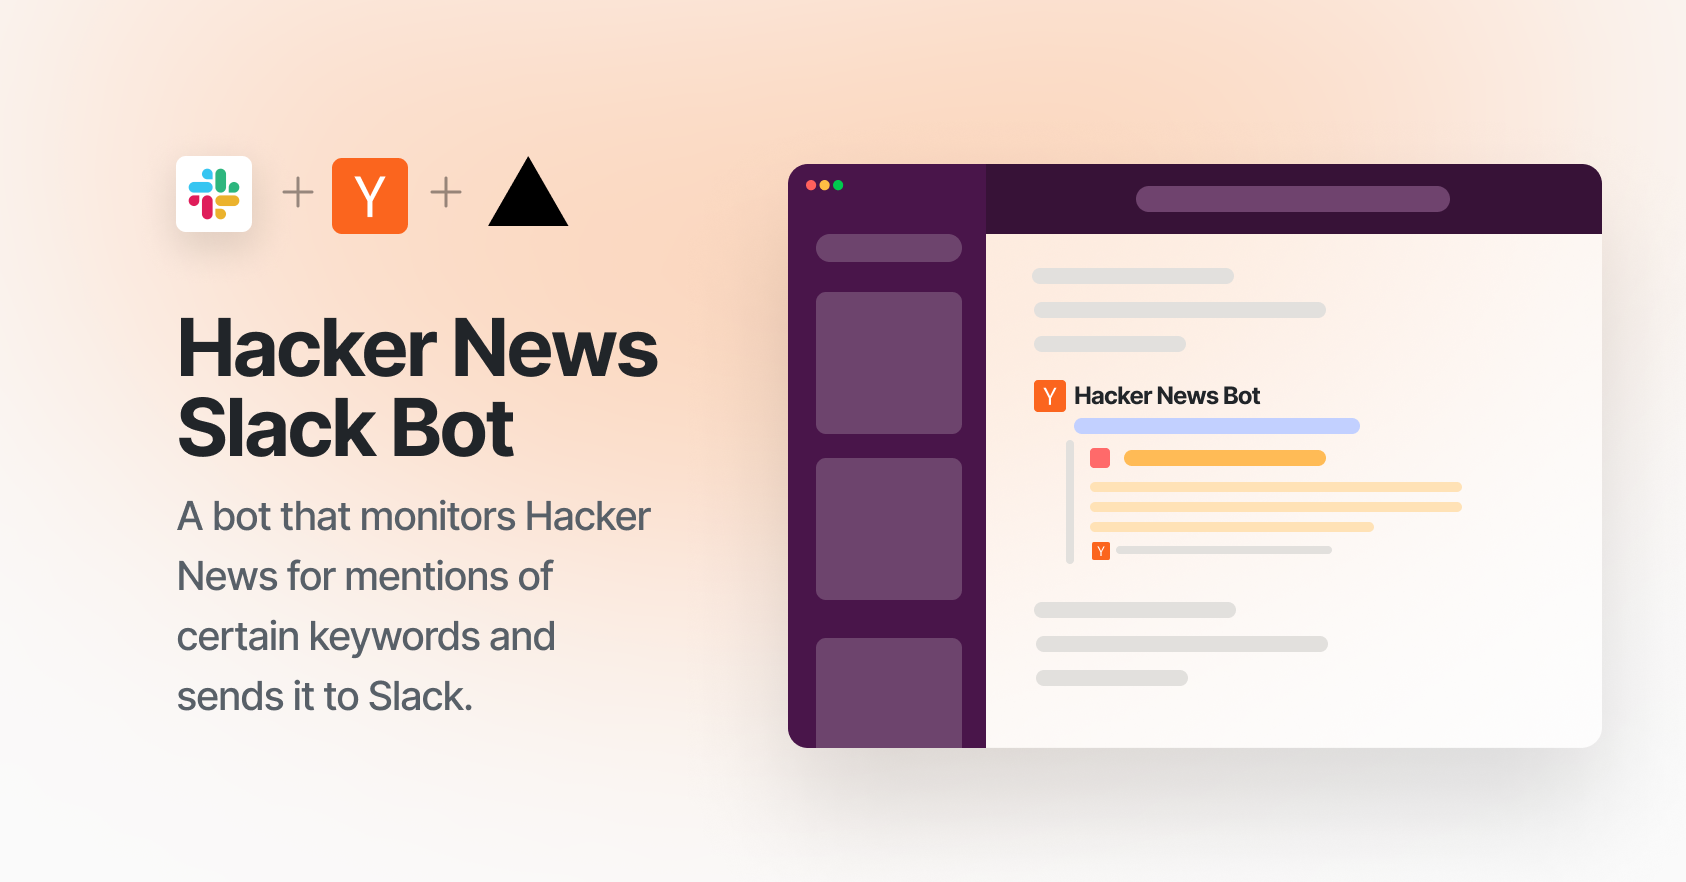 Y
Hacker News
Slack Bot
A bot that monitors Hacker
News for mentions of
certain keywords and
sends it to Slack.
Y Hacker News Bot
Y